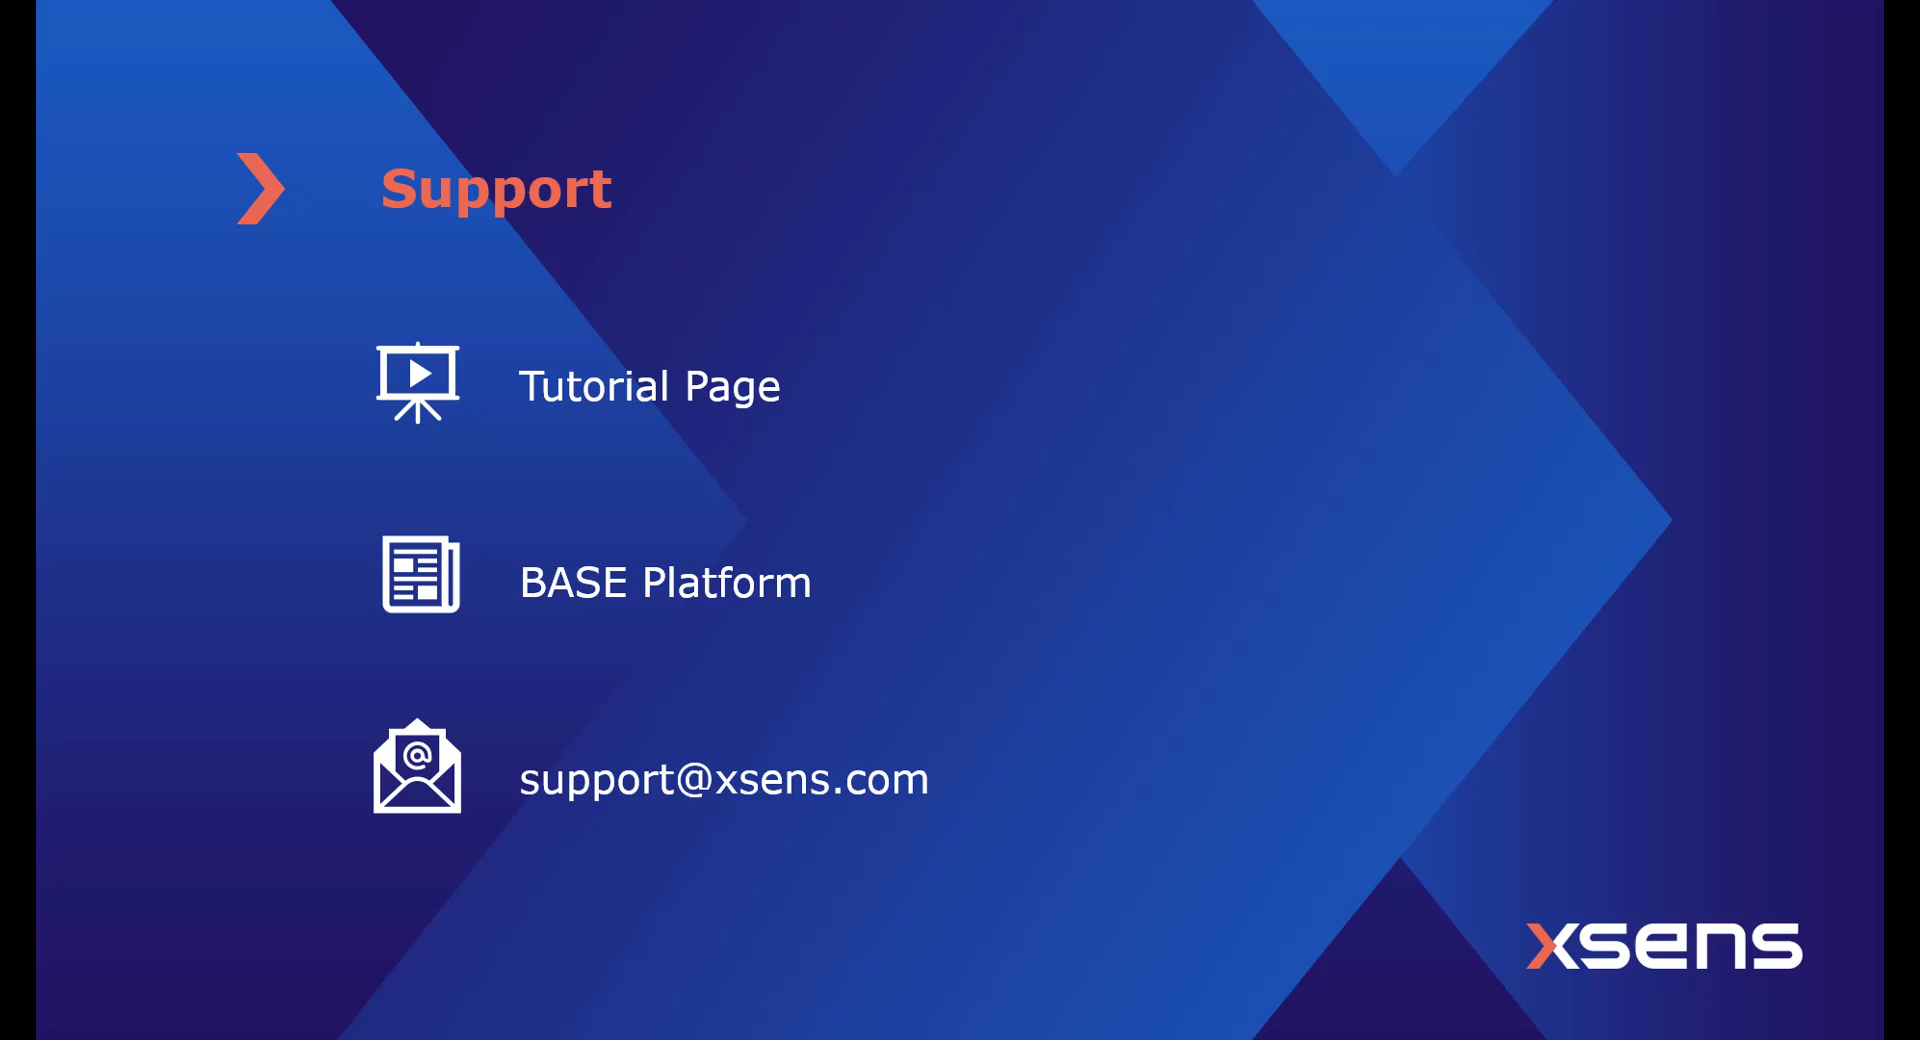 Support
Tutorial Page
BASE Platform
support@xsens.com
xsens